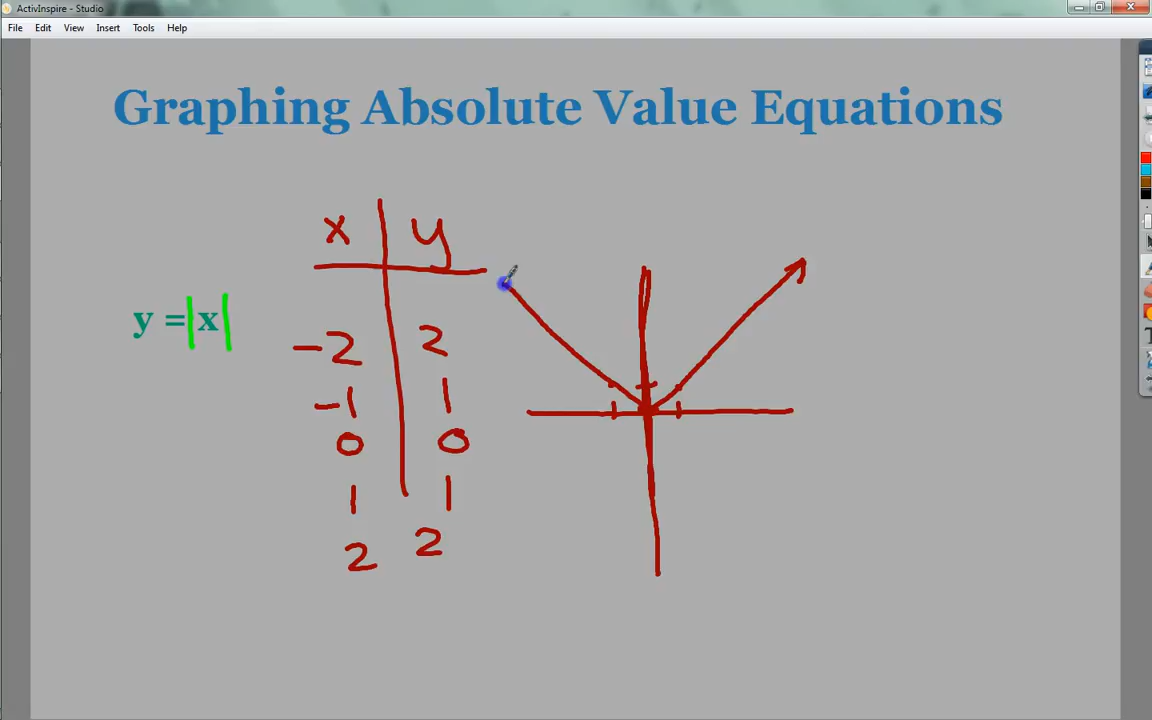 ActivInspire - Studio
File Edit View Insert Tools Help
Graphing Absolute Value Equations
x y
y = |x|
-2 2
-1 1
0 0
1 1
2 2